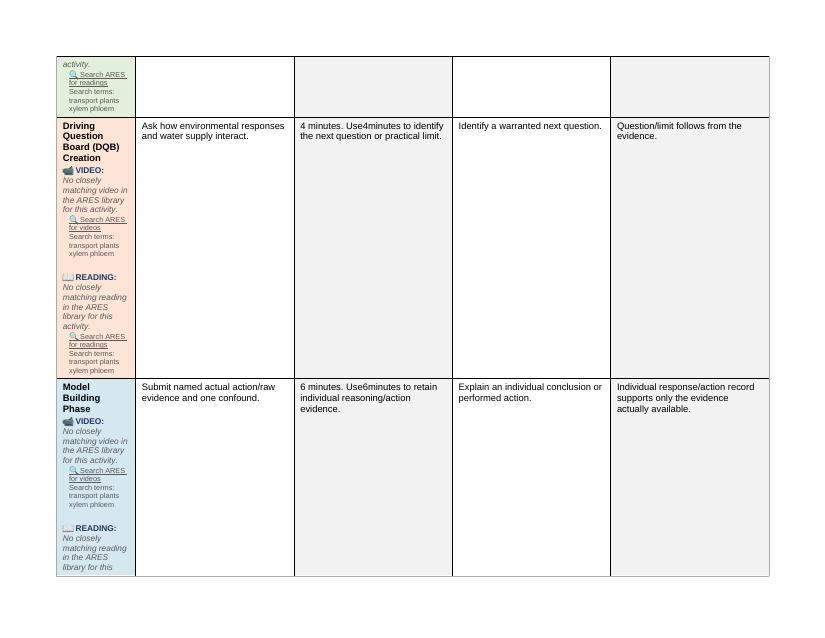 activity.
🔍 Search ARES for readings
Search terms:
transport plants
xylem phloem
Driving
Question
Board (DQB)
Creation
📹 VIDEO:
No closely
matching video in
the ARES library
for this activity.
🔍 Search ARES
for videos
Search terms:
transport plants
xylem phloem
📖 READING:
No closely
matching reading
in the ARES
library for this
activity.
🔍 Search ARES
for readings
Search terms:
transport plants
xylem phloem
Ask how environmental responses
and water supply interact.
4 minutes. Use4minutes to identify
the next question or practical limit.
Identify a warranted next question.
Question/limit follows from the
evidence.
Model
Building
Phase
📹 VIDEO:
No closely
matching video in
the ARES library
for this activity.
🔍 Search ARES
for videos
Search terms:
transport plants
xylem phloem
📖 READING:
No closely
matching reading
in the ARES
library for this
Submit named actual action/raw
evidence and one confound.
6 minutes. Use6minutes to retain
individual reasoning/action
evidence.
Explain an individual conclusion or
performed action.
Individual response/action record
supports only the evidence
actually available.